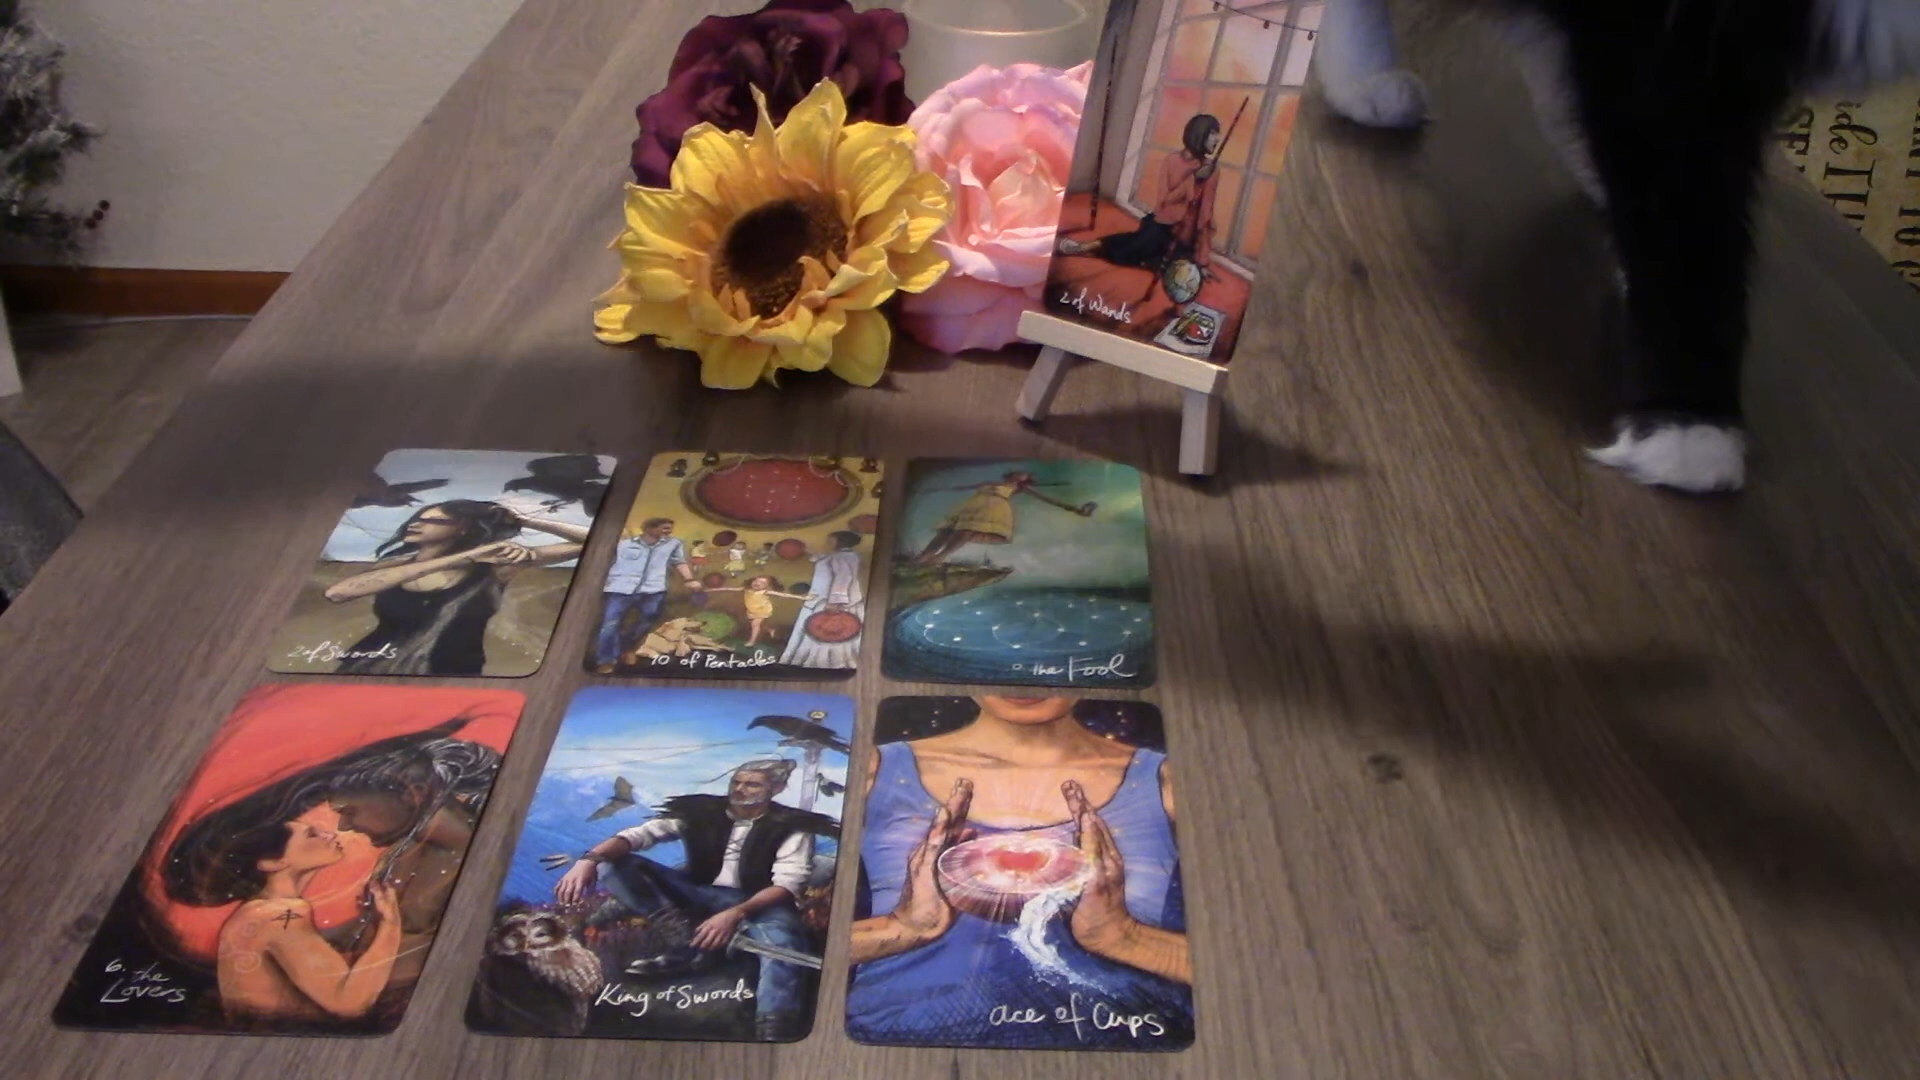 2 of Wands
2 of Swords
10 of Pentacles
0 the Fool
6. the
Lovers
King of Swords
ace of Cups